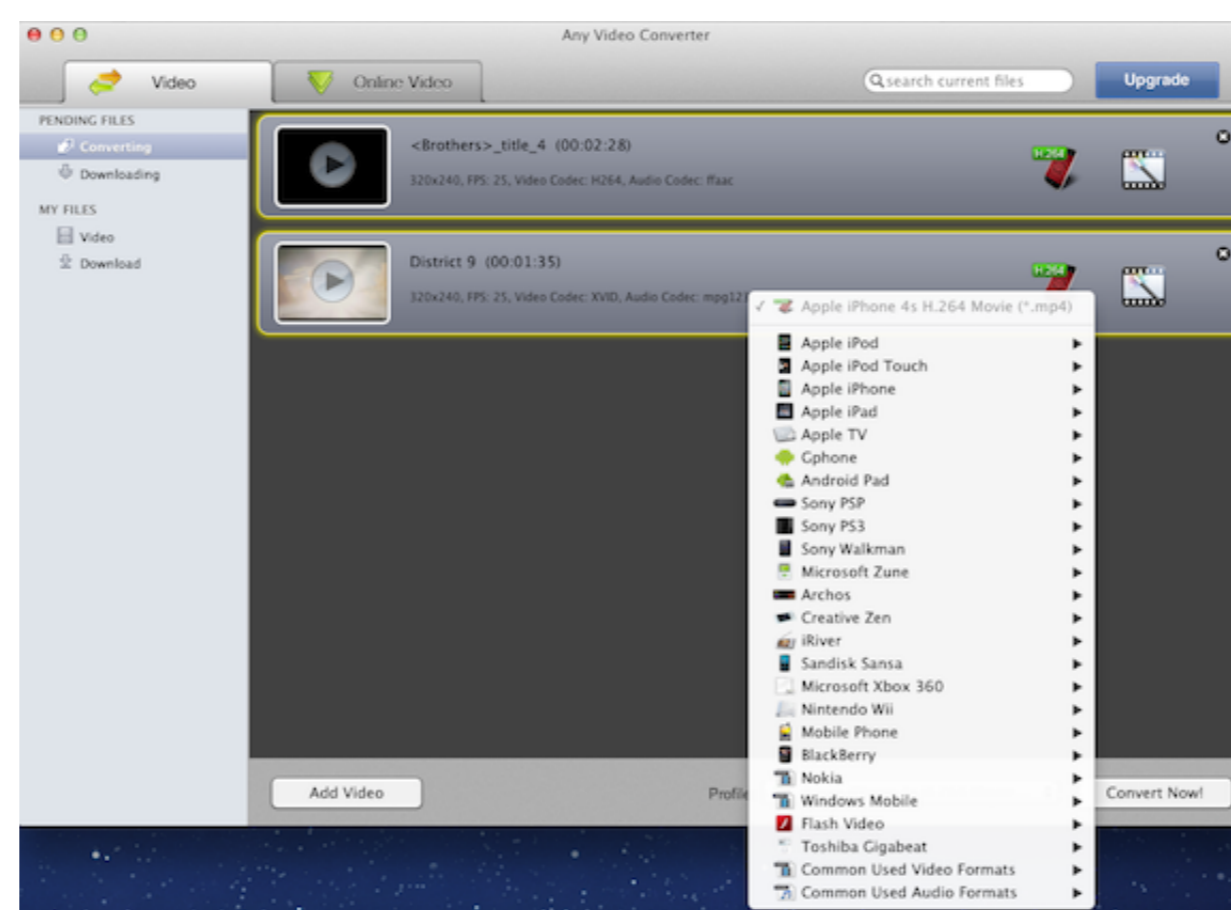 Any Video Converter
Video
Online Video
search current files
Upgrade
PENDING FILES
Converting
Downloading
MY FILES
Video
Download
<Brothers>_title_4 (00:02:28)
320x240, FPS: 25, Video Codec: H264, Audio Codec: ffaac
H.264
District 9 (00:01:35)
320x240, FPS: 25, Video Codec: XVID, Audio Codec:
H.264
✓ Apple iPhone 4s H.264 Movie (*.mp4)
Apple iPod
Apple iPod Touch
Apple iPhone
Apple iPad
Apple TV
Gphone
Android Pad
Sony PSP
Sony PS3
Sony Walkman
Microsoft Zune
Archos
Creative Zen
iRiver
Sandisk Sansa
Microsoft Xbox 360
Nintendo Wii
Mobile Phone
BlackBerry
Nokia
Windows Mobile
Flash Video
Toshiba Gigabeat
Common Used Video Formats
Common Used Audio Formats
Add Video
Profile
Convert Now!